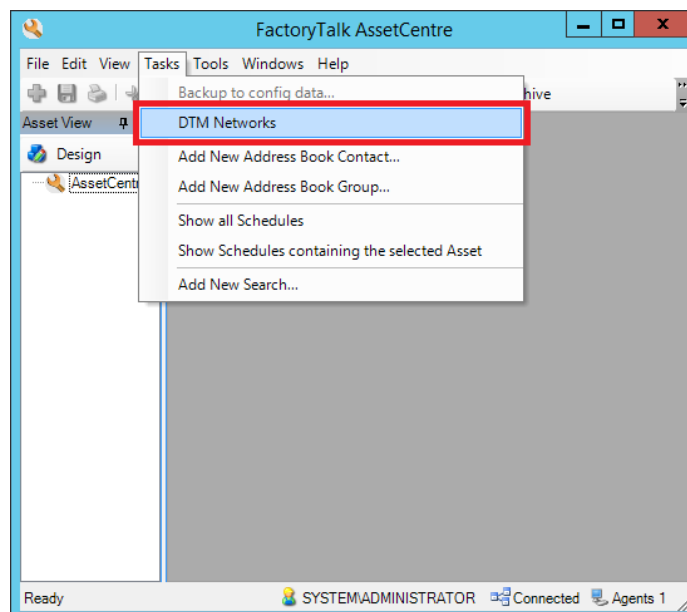 FactoryTalk AssetCentre
File Edit View Tasks Tools Windows Help
Backup to config data...
hive
Asset View
DTM Networks
Design
Add New Address Book Contact...
AssetCent
Add New Address Book Group...
Show all Schedules
Show Schedules containing the selected Asset
Add New Search...
Ready SYSTEM\ADMINISTRATOR Connected Agents 1